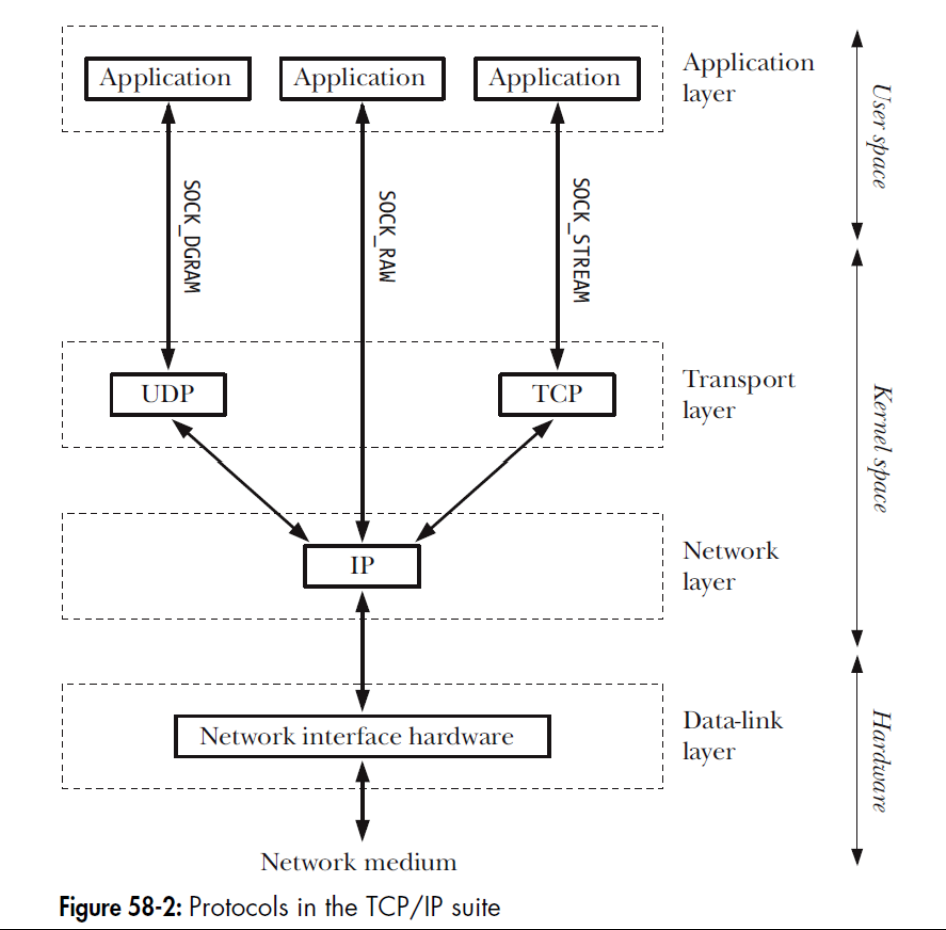 Application Application Application
Application
layer
User space
SOCK_DGRAM
SOCK_RAW
SOCK_STREAM
UDP
TCP
Transport
layer
Kernel space
IP
Network
layer
Network interface hardware
Data-link
layer
Hardware
Network medium
Figure 58-2: Protocols in the TCP/IP suite